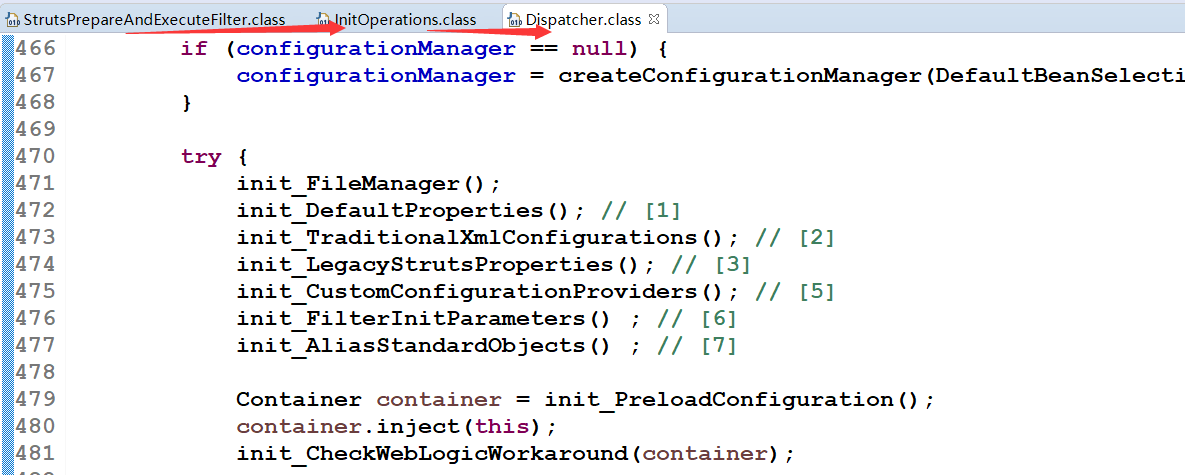 StrutsPrepareAndExecuteFilter.class InitOperations.class Dispatcher.class
466 if (configurationManager == null) {
467 configurationManager = createConfigurationManager(DefaultBeanSelecti
468 }
469
470 try {
471 init_FileManager();
472 init_DefaultProperties(); // [1]
473 init_TraditionalXmlConfigurations(); // [2]
474 init_LegacyStrutsProperties(); // [3]
475 init_CustomConfigurationProviders(); // [5]
476 init_FilterInitParameters() ; // [6]
477 init_AliasStandardObjects() ; // [7]
478
479 Container container = init_PreloadConfiguration();
480 container.inject(this);
481 init_CheckWebLogicWorkaround(container);